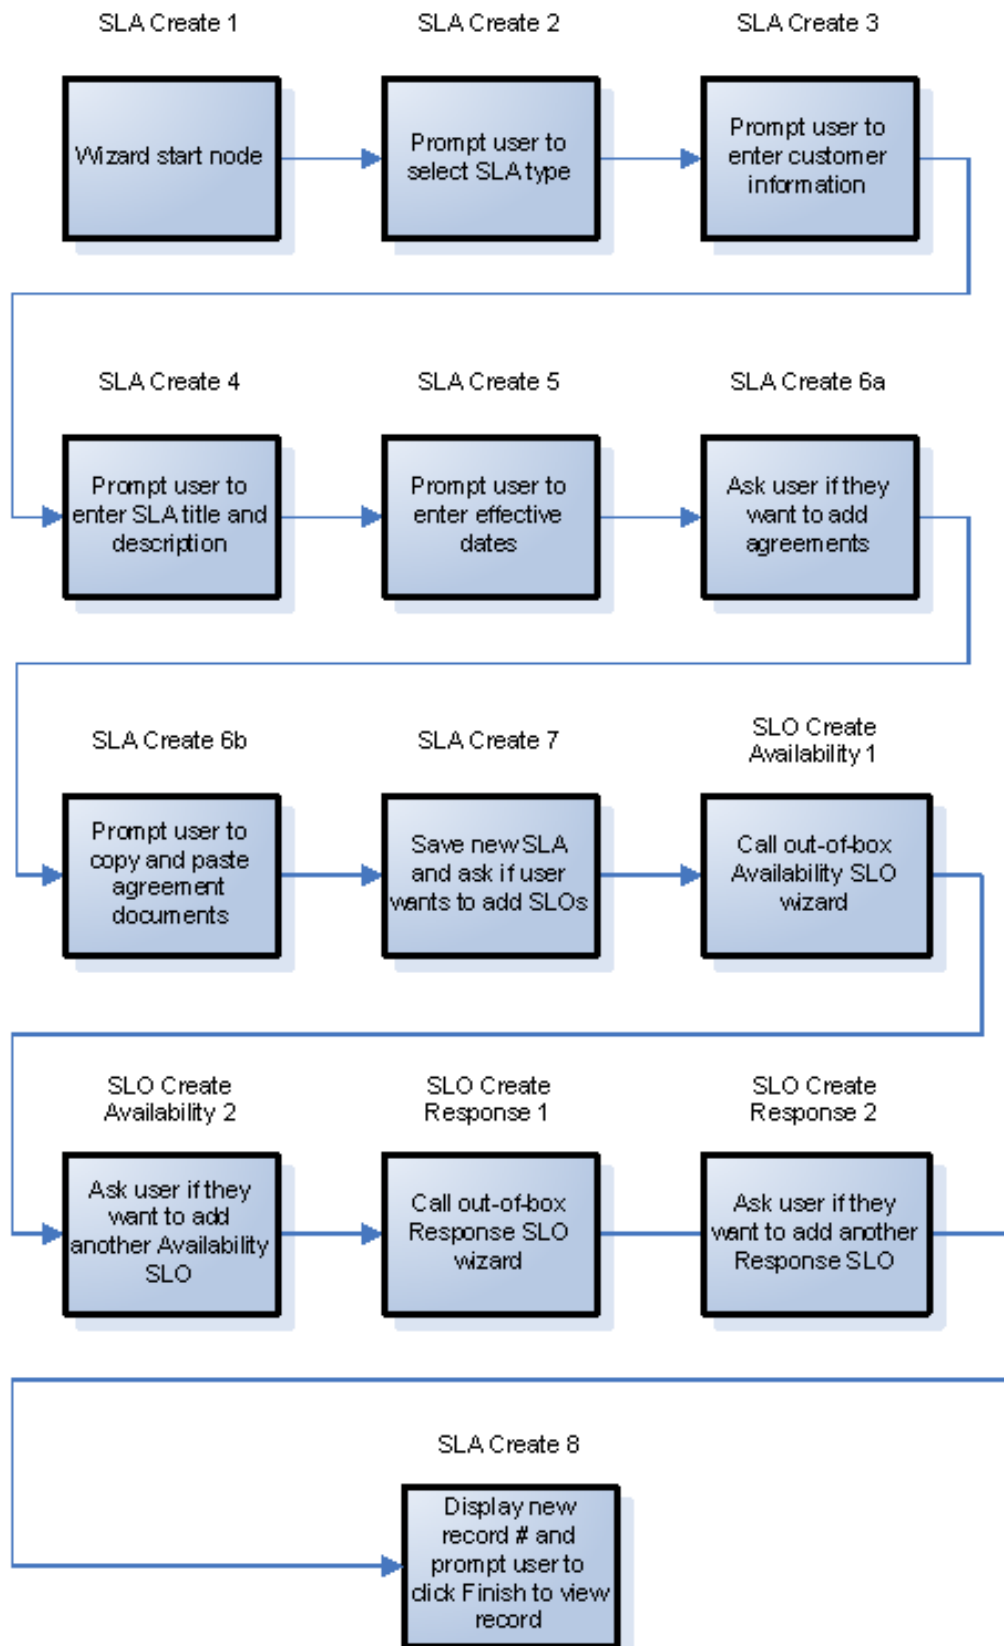 SLA Create 1
SLA Create 2
SLA Create 3
Wizard start node
Prompt user to
select SLA type
Prompt user to
enter customer
information
SLA Create 4
SLA Create 5
SLA Create 6a
Prompt user to
enter SLA title and
description
Prompt user to
enter effective
dates
Ask user if they
want to add
agreements
SLA Create 6b
SLA Create 7
SLO Create
Availability 1
Prompt user to
copy and paste
agreement
documents
Save new SLA
and ask if user
wants to add SLOs
Call out-of-box
Availability SLO
wizard
SLO Create
Availability 2
SLO Create
Response 1
SLO Create
Response 2
Ask user if they
want to add
another Availability
SLO
Call out-of-box
Response SLO
wizard
Ask user if they
want to add another
Response SLO
SLA Create 8
Display new
record # and
prompt user to
click Finish to view
record